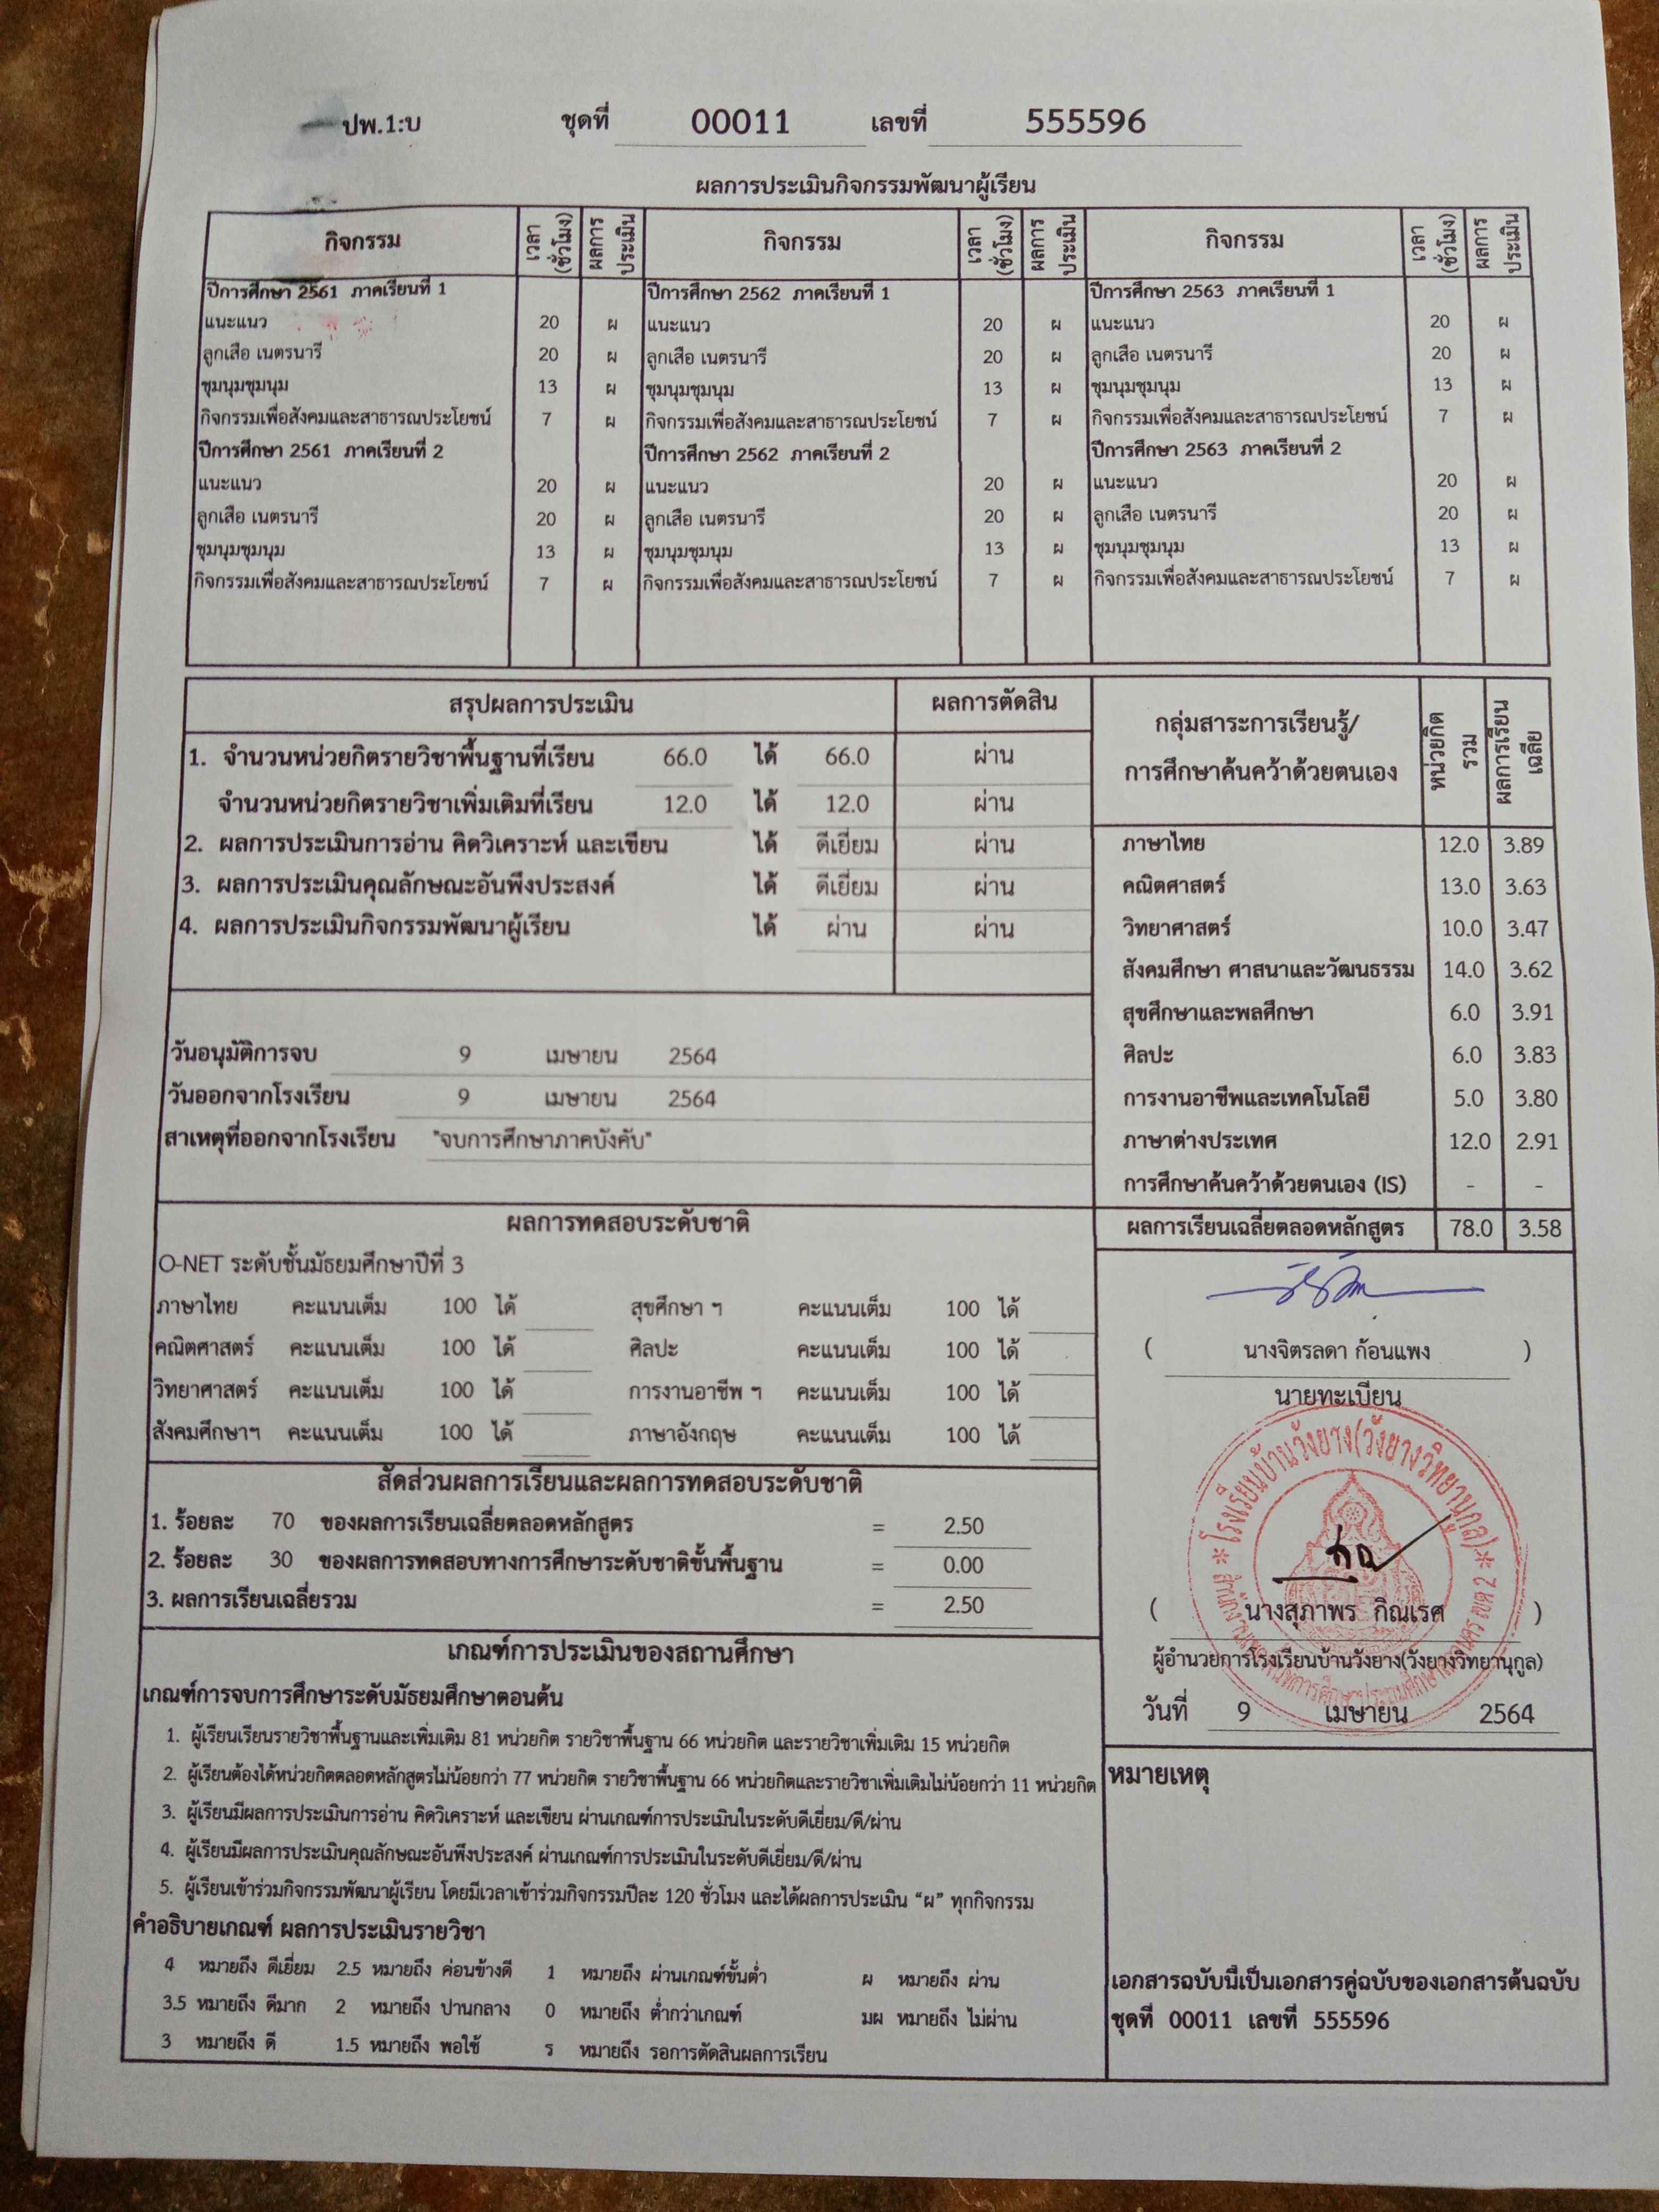 ปพ.1:บ ชุดที่ 00011 เลขที่ 555596
ผลการประเมินกิจกรรมพัฒนาผู้เรียน
กิจกรรม เวลา (ชั่วโมง) ผลการประเมิน กิจกรรม เวลา (ชั่วโมง) ผลการประเมิน กิจกรรม เวลา (ชั่วโมง) ผลการประเมิน
ปีการศึกษา 2561 ภาคเรียนที่ 1 ปีการศึกษา 2562 ภาคเรียนที่ 1 ปีการศึกษา 2563 ภาคเรียนที่ 1
แนะแนว 20 ผ แนะแนว 20 ผ แนะแนว 20 ผ
ลูกเสือ เนตรนารี 20 ผ ลูกเสือ เนตรนารี 20 ผ ลูกเสือ เนตรนารี 20 ผ
ชุมนุมชุมนุม 13 ผ ชุมนุมชุมนุม 13 ผ ชุมนุมชุมนุม 13 ผ
กิจกรรมเพื่อสังคมและสาธารณประโยชน์ 7 ผ กิจกรรมเพื่อสังคมและสาธารณประโยชน์ 7 ผ กิจกรรมเพื่อสังคมและสาธารณประโยชน์ 7 ผ
ปีการศึกษา 2561 ภาคเรียนที่ 2 ปีการศึกษา 2562 ภาคเรียนที่ 2 ปีการศึกษา 2563 ภาคเรียนที่ 2
แนะแนว 20 ผ แนะแนว 20 ผ แนะแนว 20 ผ
ลูกเสือ เนตรนารี 20 ผ ลูกเสือ เนตรนารี 20 ผ ลูกเสือ เนตรนารี 20 ผ
ชุมนุมชุมนุม 13 ผ ชุมนุมชุมนุม 13 ผ ชุมนุมชุมนุม 13 ผ
กิจกรรมเพื่อสังคมและสาธารณประโยชน์ 7 ผ กิจกรรมเพื่อสังคมและสาธารณประโยชน์ 7 ผ กิจกรรมเพื่อสังคมและสาธารณประโยชน์ 7 ผ
สรุปผลการประเมิน ผลการตัดสิน
1. จำนวนหน่วยกิตรายวิชาพื้นฐานที่เรียน 66.0 ได้ 66.0 ผ่าน
จำนวนหน่วยกิตรายวิชาเพิ่มเติมที่เรียน 12.0 ได้ 12.0 ผ่าน
2. ผลการประเมินการอ่าน คิดวิเคราะห์ และเขียน ได้ ดีเยี่ยม ผ่าน
3. ผลการประเมินคุณลักษณะอันพึงประสงค์ ได้ ดีเยี่ยม ผ่าน
4. ผลการประเมินกิจกรรมพัฒนาผู้เรียน ได้ ผ่าน ผ่าน
วันอนุมัติการจบ 9 เมษายน 2564
วันออกจากโรงเรียน 9 เมษายน 2564
สาเหตุที่ออกจากโรงเรียน "จบการศึกษาภาคบังคับ"
ผลการทดสอบระดับชาติ
O-NET ระดับชั้นมัธยมศึกษาปีที่ 3
ภาษาไทย คะแนนเต็ม 100 ได้ สุขศึกษา ฯ คะแนนเต็ม 100 ได้
คณิตศาสตร์ คะแนนเต็ม 100 ได้ ศิลปะ คะแนนเต็ม 100 ได้
วิทยาศาสตร์ คะแนนเต็ม 100 ได้ การงานอาชีพ ฯ คะแนนเต็ม 100 ได้
สังคมศึกษาฯ คะแนนเต็ม 100 ได้ ภาษาอังกฤษ คะแนนเต็ม 100 ได้
สัดส่วนผลการเรียนและผลการทดสอบระดับชาติ
1. ร้อยละ 70 ของผลการเรียนเฉลี่ยตลอดหลักสูตร = 2.50
2. ร้อยละ 30 ของผลการทดสอบทางการศึกษาระดับชาติขั้นพื้นฐาน = 0.00
3. ผลการเรียนเฉลี่ยรวม = 2.50
เกณฑ์การประเมินของสถานศึกษา
เกณฑ์การจบการศึกษาระดับมัธยมศึกษาตอนต้น
1. ผู้เรียนเรียนรายวิชาพื้นฐานและเพิ่มเติม 81 หน่วยกิต รายวิชาพื้นฐาน 66 หน่วยกิต และรายวิชาเพิ่มเติม 15 หน่วยกิต
2. ผู้เรียนต้องได้หน่วยกิตตลอดหลักสูตรไม่น้อยกว่า 77 หน่วยกิต รายวิชาพื้นฐาน 66 หน่วยกิตและรายวิชาเพิ่มเติมไม่น้อยกว่า 11 หน่วยกิต
3. ผู้เรียนมีผลการประเมินการอ่าน คิดวิเคราะห์ และเขียน ผ่านเกณฑ์การประเมินในระดับดีเยี่ยม/ดี/ผ่าน
4. ผู้เรียนมีผลการประเมินคุณลักษณะอันพึงประสงค์ ผ่านเกณฑ์การประเมินในระดับดีเยี่ยม/ดี/ผ่าน
5. ผู้เรียนเข้าร่วมกิจกรรมพัฒนาผู้เรียน โดยมีเวลาเข้าร่วมกิจกรรมปีละ 120 ชั่วโมง และได้ผลการประเมิน “ผ” ทุกกิจกรรม
คำอธิบายเกณฑ์ ผลการประเมินรายวิชา
4 หมายถึง ดีเยี่ยม 2.5 หมายถึง ค่อนข้างดี 1 หมายถึง ผ่านเกณฑ์ขั้นต่ำ ผ หมายถึง ผ่าน
3.5 หมายถึง ดีมาก 2 หมายถึง ปานกลาง 0 หมายถึง ต่ำกว่าเกณฑ์ มผ หมายถึง ไม่ผ่าน
3 หมายถึง ดี 1.5 หมายถึง พอใช้ ร หมายถึง รอการตัดสินผลการเรียน
กลุ่มสาระการเรียนรู้/ การศึกษาค้นคว้าด้วยตนเอง หน่วยกิตรวม ผลการเรียนเฉลี่ย
ภาษาไทย 12.0 3.89
คณิตศาสตร์ 13.0 3.63
วิทยาศาสตร์ 10.0 3.47
สังคมศึกษา ศาสนาและวัฒนธรรม 14.0 3.62
สุขศึกษาและพลศึกษา 6.0 3.91
ศิลปะ 6.0 3.83
การงานอาชีพและเทคโนโลยี 5.0 3.80
ภาษาต่างประเทศ 12.0 2.91
การศึกษาค้นคว้าด้วยตนเอง (IS) - -
ผลการเรียนเฉลี่ยตลอดหลักสูตร 78.0 3.58
( นางจิตรลดา ก้อนแพง )
นายทะเบียน
โรงเรียนบ้านวังยาง(วังยางวิทยานุกูล)
( นางสุภาพร กิณเรศ )
ผู้อำนวยการโรงเรียนบ้านวังยาง(วังยางวิทยานุกูล)
วันที่ 9 เมษายน 2564
หมายเหตุ
เอกสารฉบับนี้เป็นเอกสารคู่ฉบับของเอกสารต้นฉบับ
ชุดที่ 00011 เลขที่ 555596